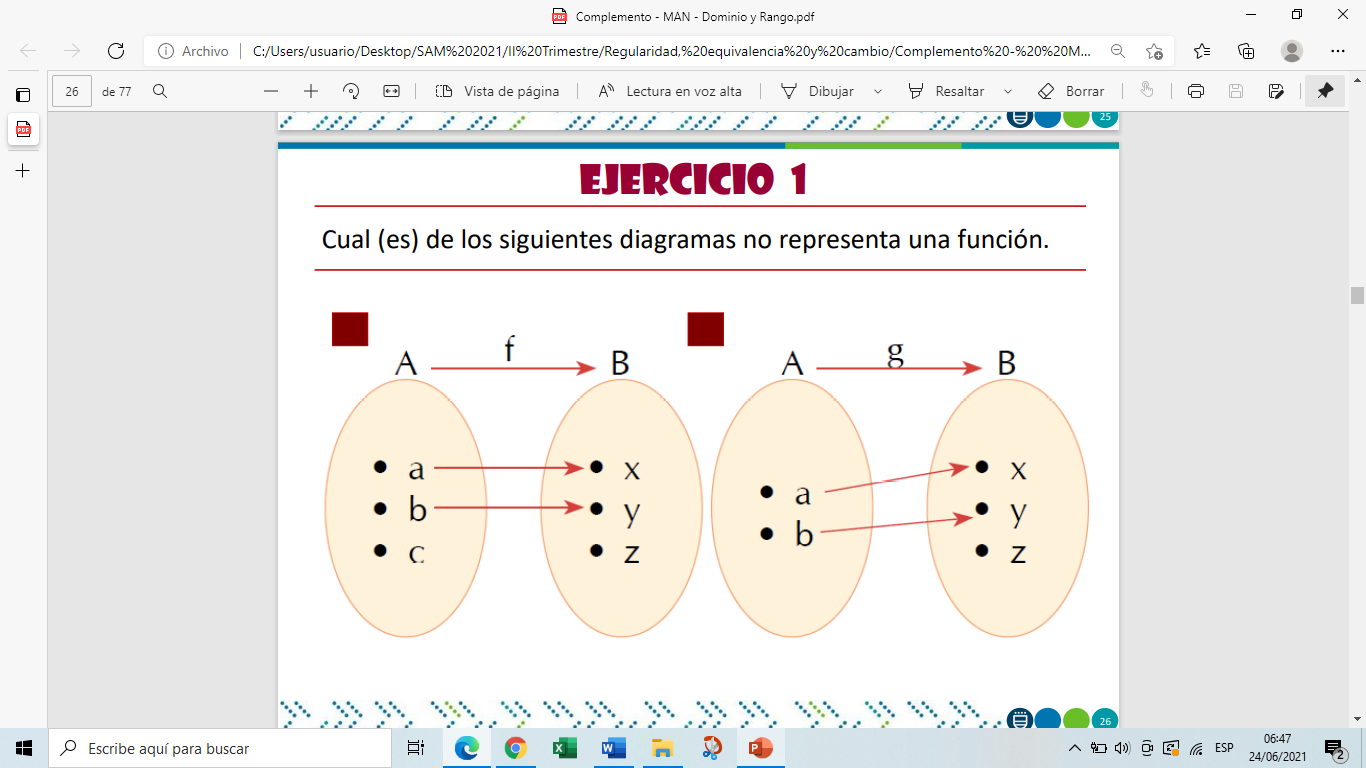 Complemento - MAN - Dominio y Rango.pdf
Archivo
C:/Users/usuario/Desktop/SAM%202021/II%20Trimestre/Regularidad,%20equivalencia%20y%20cambio/Complemento%20-%20%20M...
26 de 77
Vista de página
Lectura en voz alta
Dibujar
Resaltar
Borrar
25
EJERCICIO 1
Cual (es) de los siguientes diagramas no representa una función.
A f B
A g B
a x
b y
c z
a x
b y
z
26
Escribe aquí para buscar
ESP
06:47
24/06/2021
2